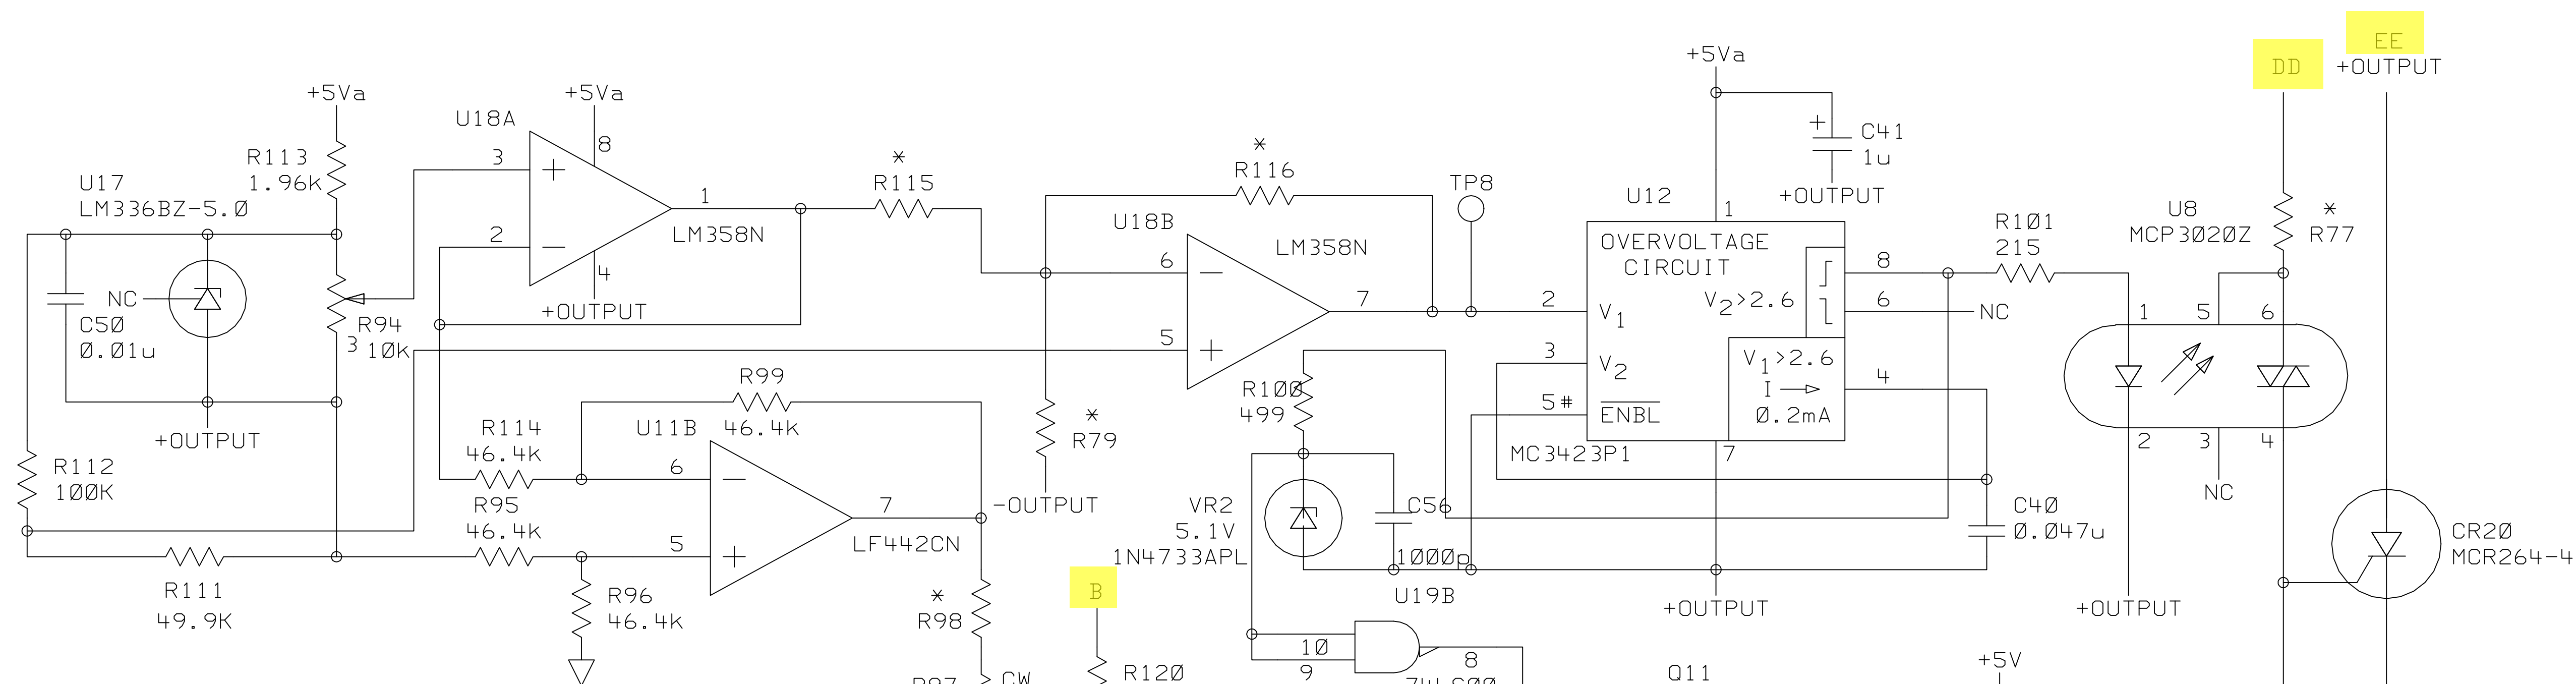 EE
DD
+OUTPUT
+5Va
+5Va
+5Va
U18A
8
3
+
C41
1u
*
R116
*
R115
R113
1.96K
U17
LM336BZ-5.0
TP8
U12
+OUTPUT
1
1
U18B
R101
215
U8
MCP3020Z
*
R77
2
LM358N
LM358N
OVERVOLTAGE
CIRCUIT
8
6
4
V2>2.6
6
NC
C50
0.01u
+OUTPUT
7
2
V1
NC
1
5
6
R94
10K
3
5
3
V2
V1>2.6
I
0.2mA
4
R99
46.4K
R100
499
5#
ENBL
+OUTPUT
R114
46.4K
U11B
*
R79
MC3423P1
7
2
3
4
R112
100K
6
R95
46.4K
7
-OUTPUT
VR2
5.1V
1N4733APL
C56
1000p
NC
C40
0.047u
CR20
MCR264-4
5
LF442CN
R111
49.9K
R96
46.4K
*
R98
B
U19B
+OUTPUT
+OUTPUT
10
9
8
R120
CW
Q11
+5V